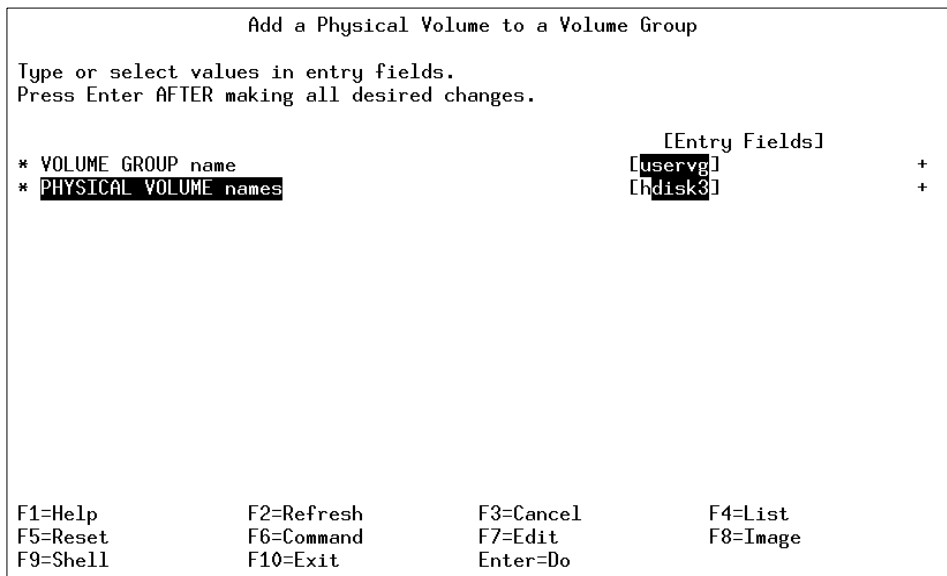 Add a Physical Volume to a Volume Group
Type or select values in entry fields.
Press Enter AFTER making all desired changes.
[Entry Fields]
* VOLUME GROUP name [uservg] +
* PHYSICAL VOLUME names [hdisk3] +
F1=Help F2=Refresh F3=Cancel F4=List
F5=Reset F6=Command F7=Edit F8=Image
F9=Shell F10=Exit Enter=Do